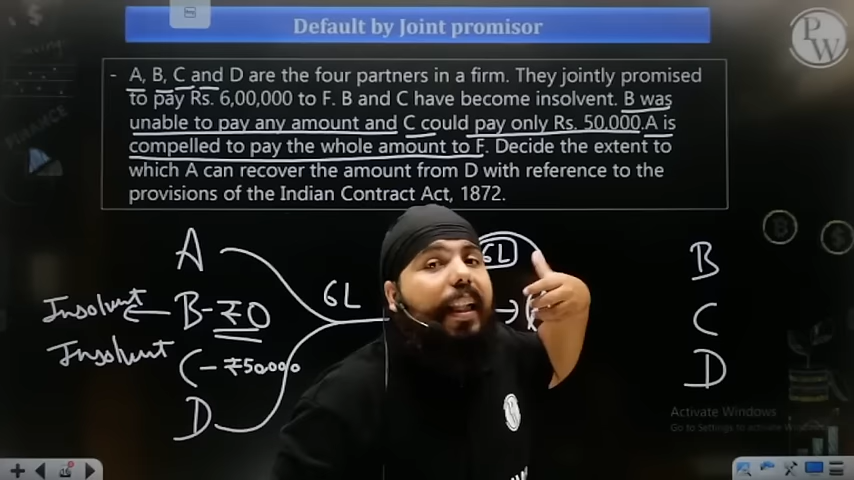 Default by Joint promisor
PW
- A, B, C and D are the four partners in a firm. They jointly promised
to pay Rs. 6,00,000 to F. B and C have become insolvent. B was
unable to pay any amount and C could pay only Rs. 50,000. A is
compelled to pay the whole amount to F. Decide the extent to
which A can recover the amount from D with reference to the
provisions of the Indian Contract Act, 1872.
A
Insolvent B - ₹0
Insolvent C - ₹50000
D
6L
6L
B
C
D
FINANCE
Activate Windows
Go to Settings to activate Windows.